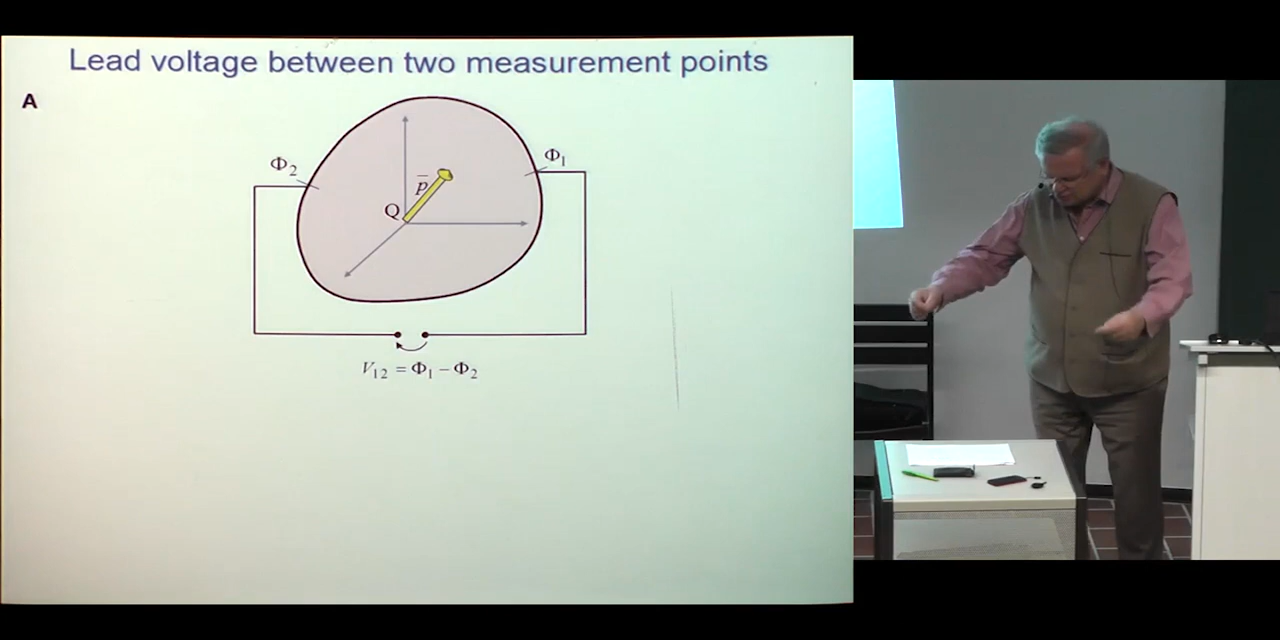 Lead voltage between two measurement points
A
Φ2
Φ1
p̅
Q
V12 = Φ1 − Φ2